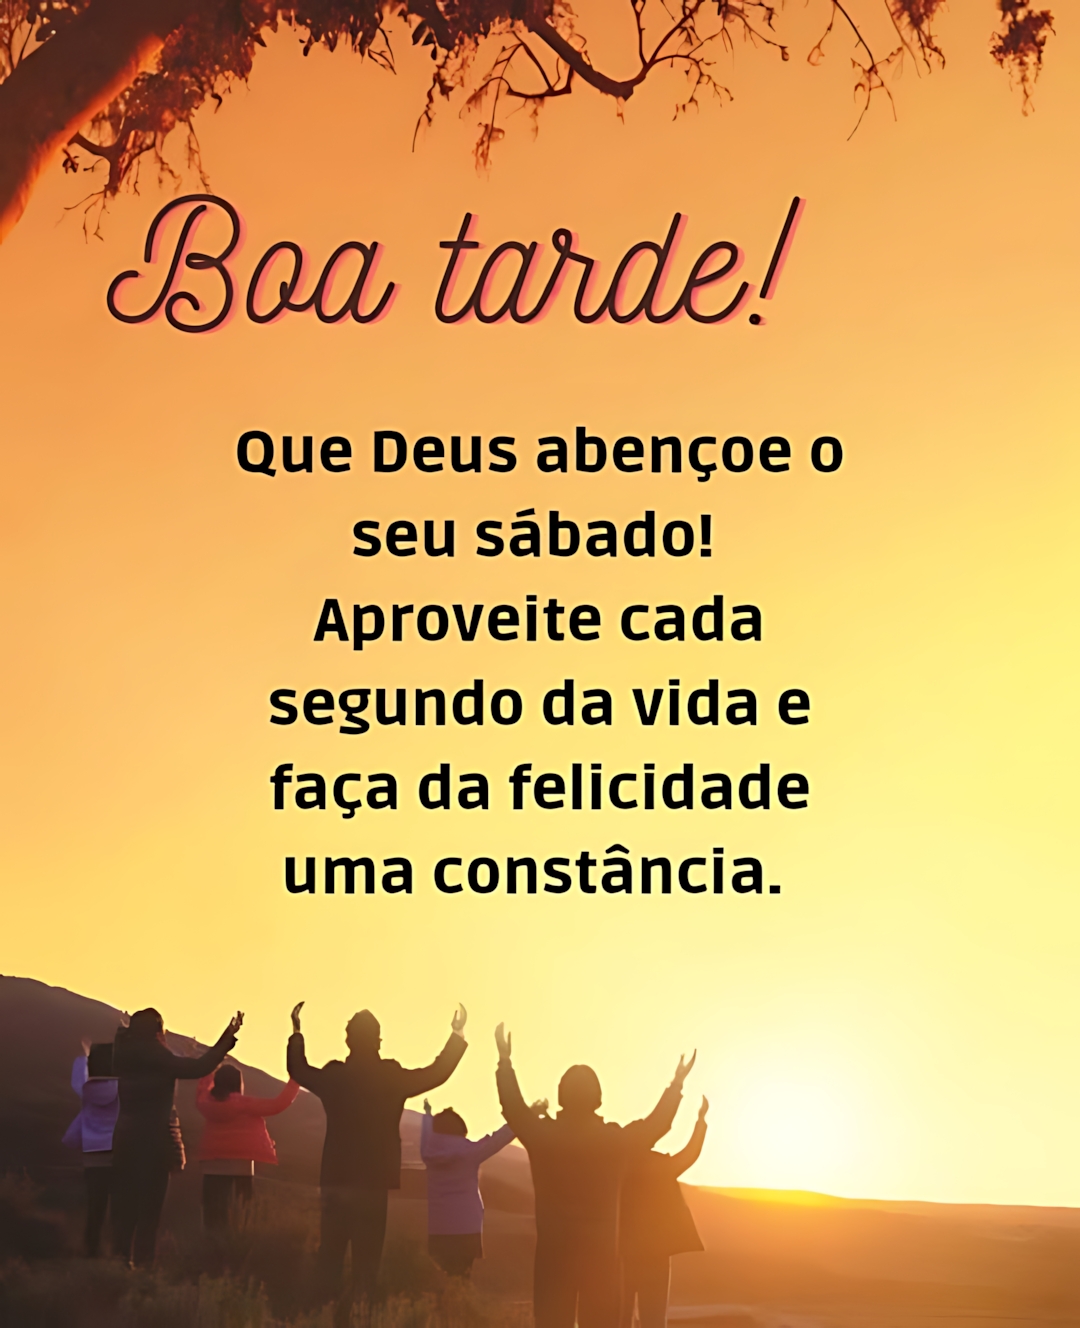 Boa tarde!
Que Deus abençoe o
seu sábado!
Aproveite cada
segundo da vida e
faça da felicidade
uma constância.